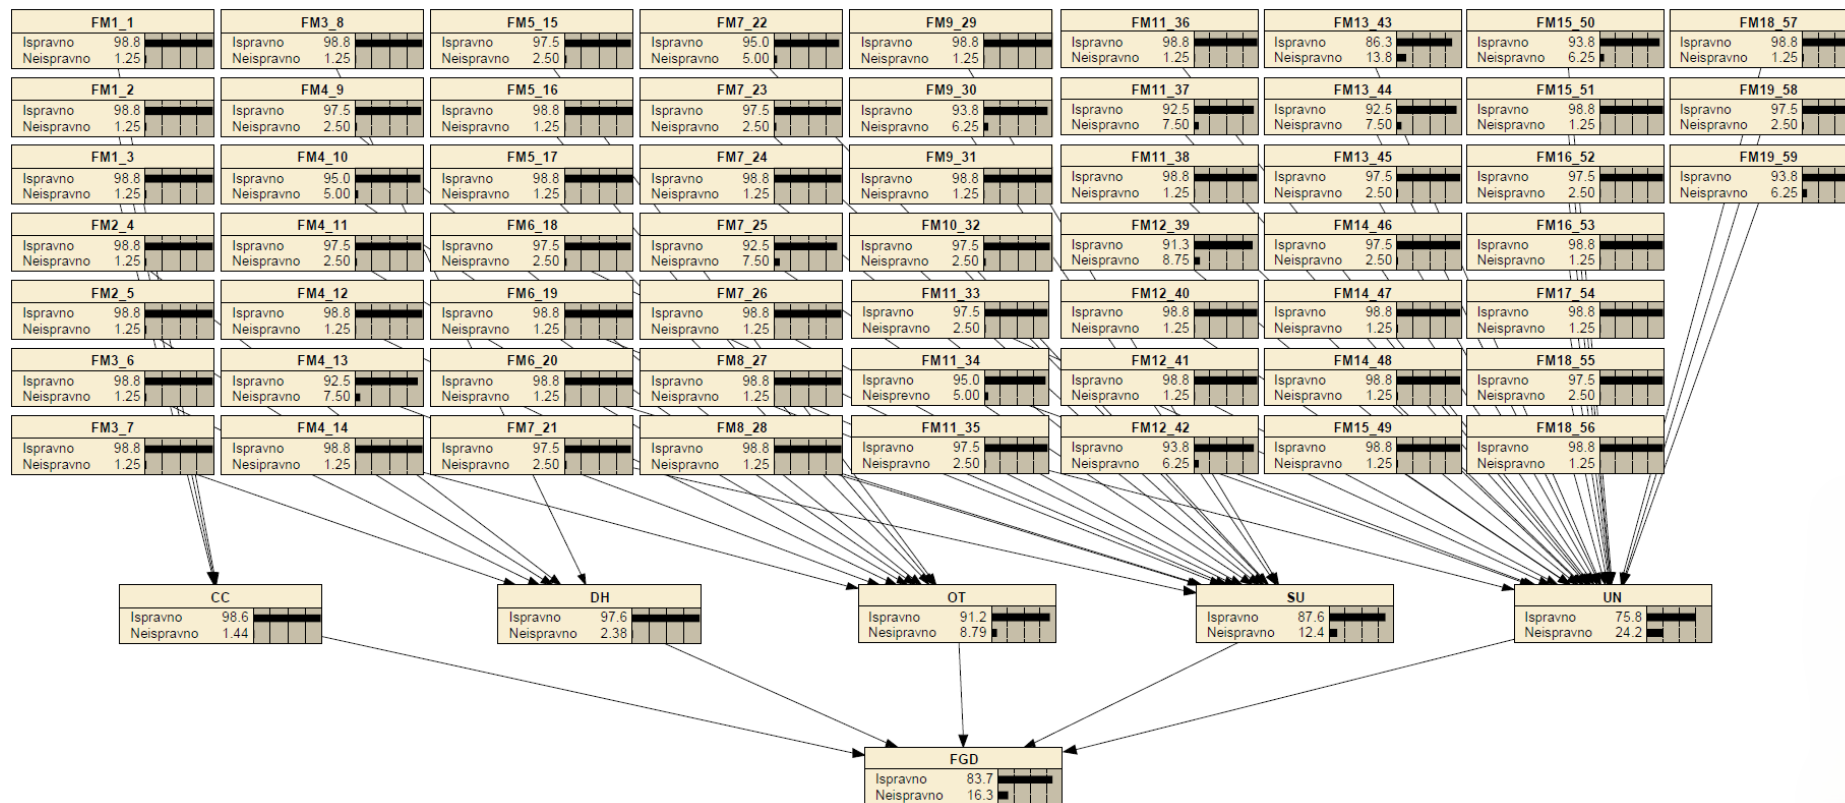 FM1_1
Ispravno 98.8
Neispravno 1.25
FM3_8
Ispravno 98.8
Neispravno 1.25
FM5_15
Ispravno 97.5
Neispravno 2.50
FM7_22
Ispravno 95.0
Neispravno 5.00
FM9_29
Ispravno 98.8
Neispravno 1.25
FM11_36
Ispravno 98.8
Neispravno 1.25
FM13_43
Ispravno 86.3
Neispravno 13.8
FM15_50
Ispravno 93.8
Neispravno 6.25
FM18_57
Ispravno 98.8
Neispravno 1.25
FM1_2
Ispravno 98.8
Neispravno 1.25
FM4_9
Ispravno 97.5
Neispravno 2.50
FM5_16
Ispravno 98.8
Neispravno 1.25
FM7_23
Ispravno 97.5
Neispravno 2.50
FM9_30
Ispravno 93.8
Neispravno 6.25
FM11_37
Ispravno 92.5
Neispravno 7.50
FM13_44
Ispravno 92.5
Neispravno 7.50
FM15_51
Ispravno 98.8
Neispravno 1.25
FM19_58
Ispravno 97.5
Neispravno 2.50
FM1_3
Ispravno 98.8
Neispravno 1.25
FM4_10
Ispravno 95.0
Neispravno 5.00
FM5_17
Ispravno 98.8
Neispravno 1.25
FM7_24
Ispravno 98.8
Neispravno 1.25
FM9_31
Ispravno 98.8
Neispravno 1.25
FM11_38
Ispravno 98.8
Neispravno 1.25
FM13_45
Ispravno 97.5
Neispravno 2.50
FM16_52
Ispravno 97.5
Neispravno 2.50
FM19_59
Ispravno 93.8
Neispravno 6.25
FM2_4
Ispravno 98.8
Neispravno 1.25
FM4_11
Ispravno 97.5
Neispravno 2.50
FM6_18
Ispravno 97.5
Neispravno 2.50
FM7_25
Ispravno 92.5
Neispravno 7.50
FM10_32
Ispravno 97.5
Neispravno 2.50
FM12_39
Ispravno 91.3
Neispravno 8.75
FM14_46
Ispravno 97.5
Neispravno 2.50
FM16_53
Ispravno 98.8
Neispravno 1.25
FM2_5
Ispravno 98.8
Neispravno 1.25
FM4_12
Ispravno 98.8
Neispravno 1.25
FM6_19
Ispravno 98.8
Neispravno 1.25
FM7_26
Ispravno 98.8
Neispravno 1.25
FM11_33
Ispravno 97.5
Neispravno 2.50
FM12_40
Ispravno 98.8
Neispravno 1.25
FM14_47
Ispravno 98.8
Neispravno 1.25
FM17_54
Ispravno 98.8
Neispravno 1.25
FM3_6
Ispravno 98.8
Neispravno 1.25
FM4_13
Ispravno 92.5
Neispravno 7.50
FM6_20
Ispravno 98.8
Neispravno 1.25
FM8_27
Ispravno 98.8
Neispravno 1.25
FM11_34
Ispravno 95.0
Neispravno 5.00
FM12_41
Ispravno 98.8
Neispravno 1.25
FM14_48
Ispravno 98.8
Neispravno 1.25
FM18_55
Ispravno 97.5
Neispravno 2.50
FM3_7
Ispravno 98.8
Neispravno 1.25
FM4_14
Ispravno 98.8
Nesipravno 1.25
FM7_21
Ispravno 97.5
Neispravno 2.50
FM8_28
Ispravno 98.8
Neispravno 1.25
FM11_35
Ispravno 97.5
Neispravno 2.50
FM12_42
Ispravno 93.8
Neispravno 6.25
FM15_49
Ispravno 98.8
Neispravno 1.25
FM18_56
Ispravno 98.8
Neispravno 1.25
CC
Ispravno 98.6
Neispravno 1.44
DH
Ispravno 97.6
Neispravno 2.38
OT
Ispravno 91.2
Nesipravno 8.79
SU
Ispravno 87.6
Neispravno 12.4
UN
Ispravno 75.8
Neispravno 24.2
FGD
Ispravno 83.7
Neispravno 16.3